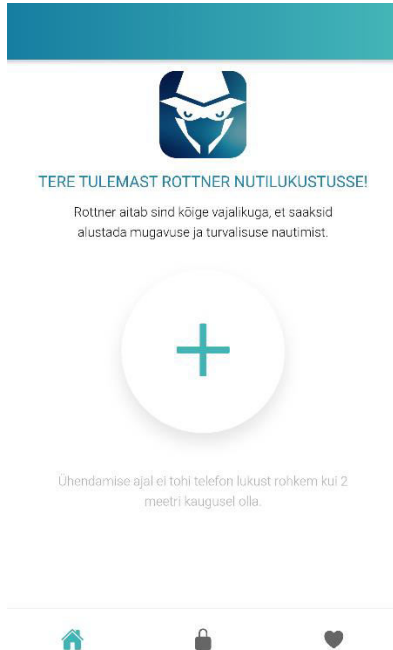 TERE TULEMAST ROTTNER NUTILUKUSTUSSE!
Rottner aitab sind kõige vajalikuga, et saaksid
alustada mugavuse ja turvalisuse nautimist.
Ühendamise ajal ei tohi telefon lukust rohkem kui 2
meetri kaugusel olla.